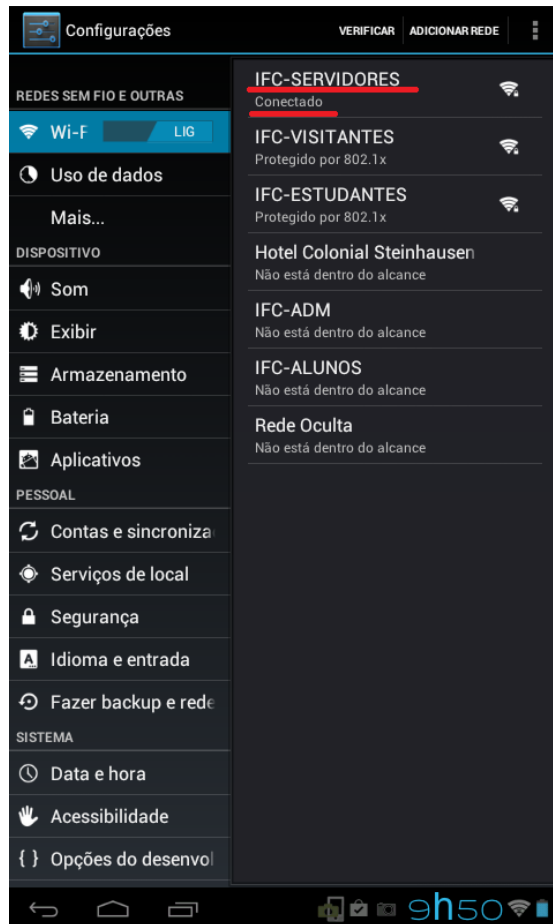 Configurações
VERIFICAR ADICIONAR REDE
REDES SEM FIO E OUTRAS
Wi-F LIG
Uso de dados
Mais...
DISPOSITIVO
Som
Exibir
Armazenamento
Bateria
Aplicativos
PESSOAL
Contas e sincroniza
Serviços de local
Segurança
Idioma e entrada
Fazer backup e rede
SISTEMA
Data e hora
Acessibilidade
{ } Opções do desenvol
IFC-SERVIDORES
Conectado
IFC-VISITANTES
Protegido por 802.1x
IFC-ESTUDANTES
Protegido por 802.1x
Hotel Colonial Steinhausen
Não está dentro do alcance
IFC-ADM
Não está dentro do alcance
IFC-ALUNOS
Não está dentro do alcance
Rede Oculta
Não está dentro do alcance
9h50